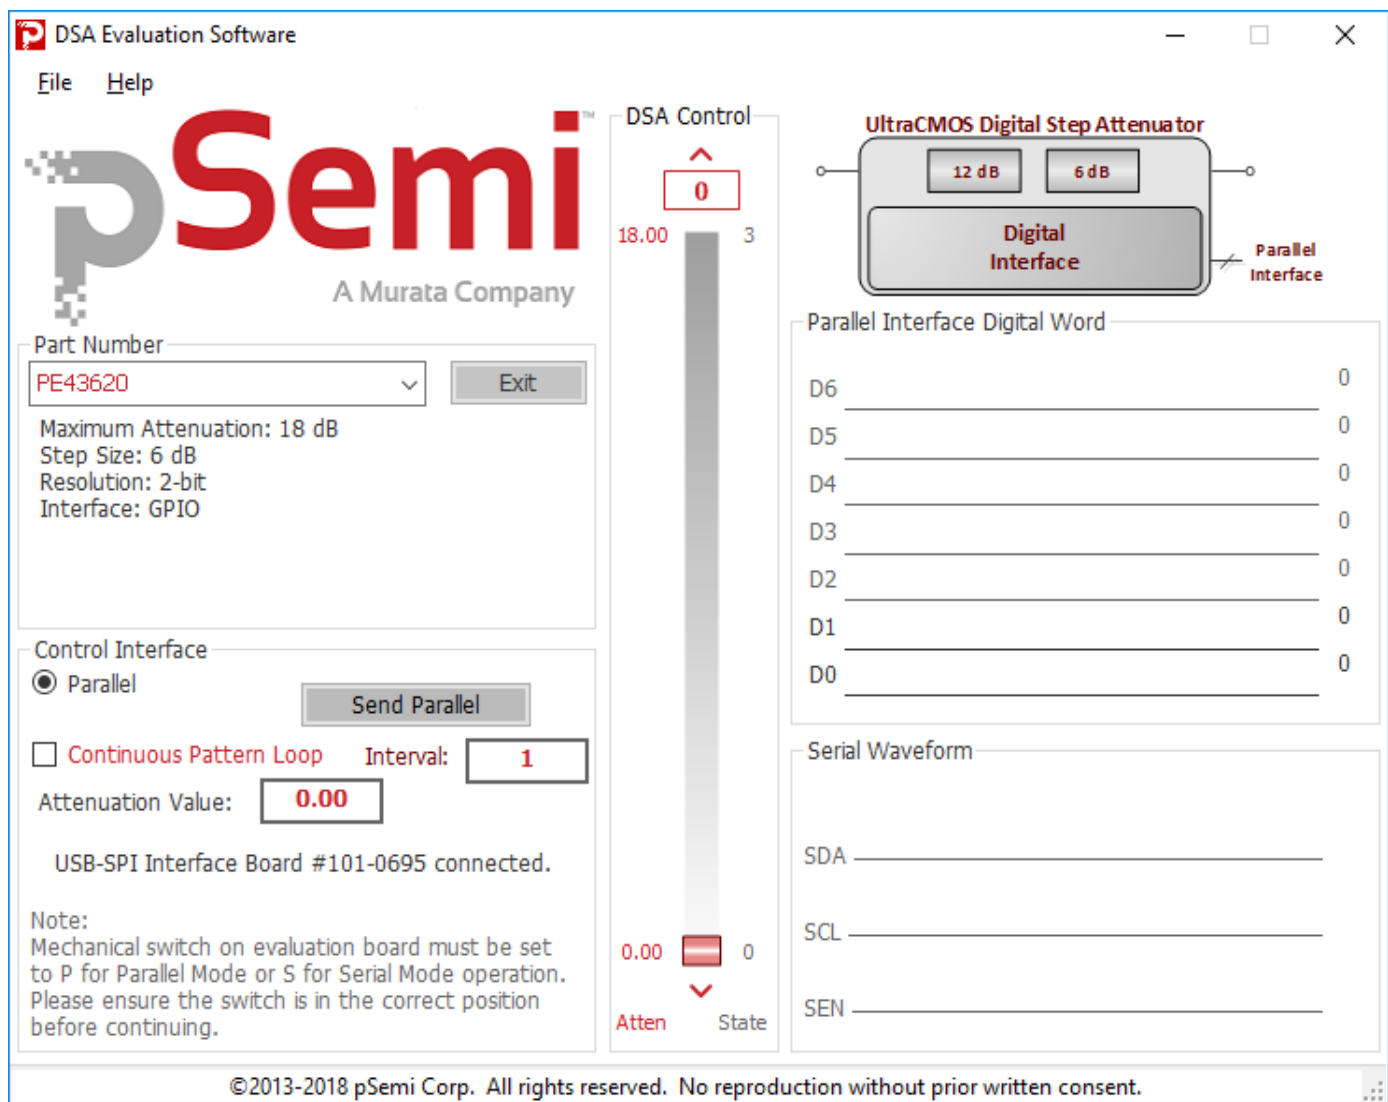 DSA Evaluation Software
File Help
pSemi™
A Murata Company
Part Number
PE43620
Exit
Maximum Attenuation: 18 dB
Step Size: 6 dB
Resolution: 2-bit
Interface: GPIO
Control Interface
Parallel
Send Parallel
Continuous Pattern Loop Interval: 1
Attenuation Value: 0.00
USB-SPI Interface Board #101-0695 connected.
Note:
Mechanical switch on evaluation board must be set
to P for Parallel Mode or S for Serial Mode operation.
Please ensure the switch is in the correct position
before continuing.
DSA Control
0
18.00 3
0.00 0
Atten State
UltraCMOS Digital Step Attenuator
12 dB 6 dB
Digital
Interface
Parallel
Interface
Parallel Interface Digital Word
D6 0
D5 0
D4 0
D3 0
D2 0
D1 0
D0 0
Serial Waveform
SDA
SCL
SEN
©2013-2018 pSemi Corp. All rights reserved. No reproduction without prior written consent.